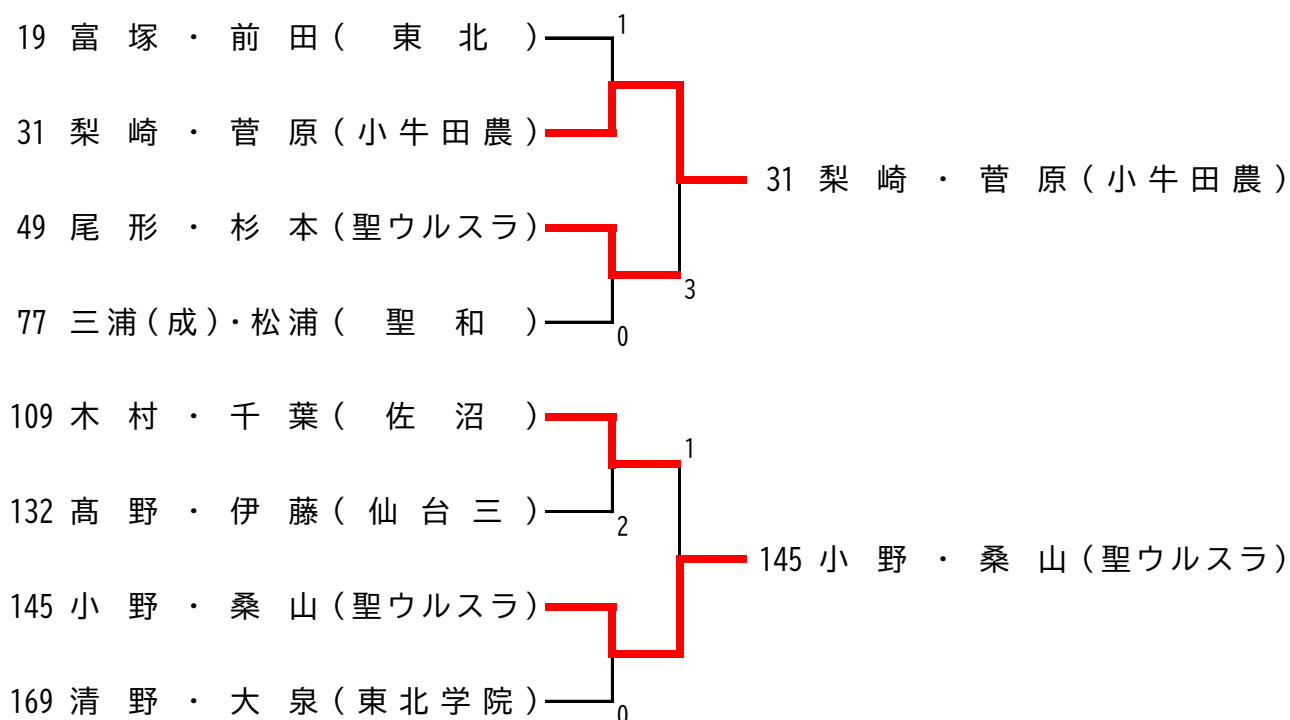 19 富塚・前田(東北) 1
31 梨崎・菅原(小牛田農)
31 梨崎・菅原(小牛田農)
49 尾形・杉本(聖ウルスラ)
3
77 三浦(成)・松浦(聖和) 0
109 木村・千葉(佐沼)
1
132 髙野・伊藤(仙台三) 2
145 小野・桑山(聖ウルスラ)
145 小野・桑山(聖ウルスラ)
169 清野・大泉(東北学院) 0